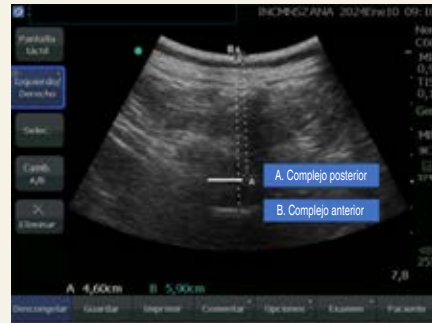 INCMNSZANA 2024Ene10 09:1
Pantalla
táctil
Izquierdo/
Derecho
Selec.
Camb.
A/B
Eliminar
B
A
A. Complejo posterior
B. Complejo anterior
7,8
A 4,60cm B 5,90cm
Descongelar Guardar Imprimir Comentar Opciones Examen Paciente